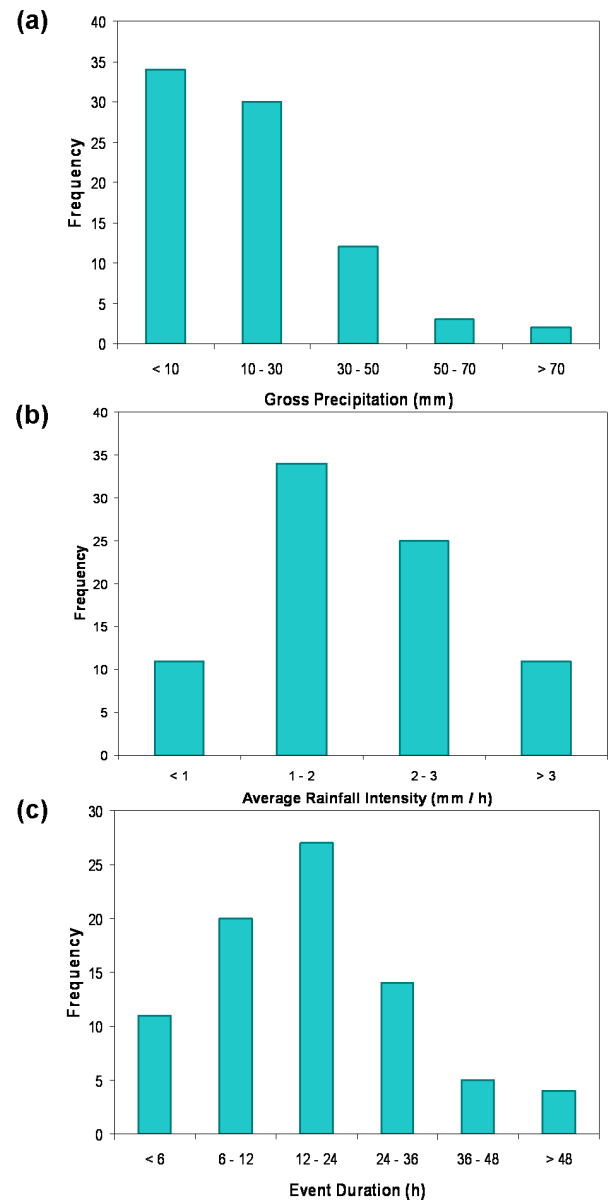 (a)
40
35
30
25
20
15
10
5
0
Frequency
< 10 10 - 30 30 - 50 50 - 70 > 70
Gross Precipitation (mm)
(b)
40
35
30
25
20
15
10
5
0
Frequency
< 1 1 - 2 2 - 3 > 3
Average Rainfall Intensity (mm / h)
(c)
30
25
20
15
10
5
0
Frequency
< 6 6 - 12 12 - 24 24 - 36 36 - 48 > 48
Event Duration (h)